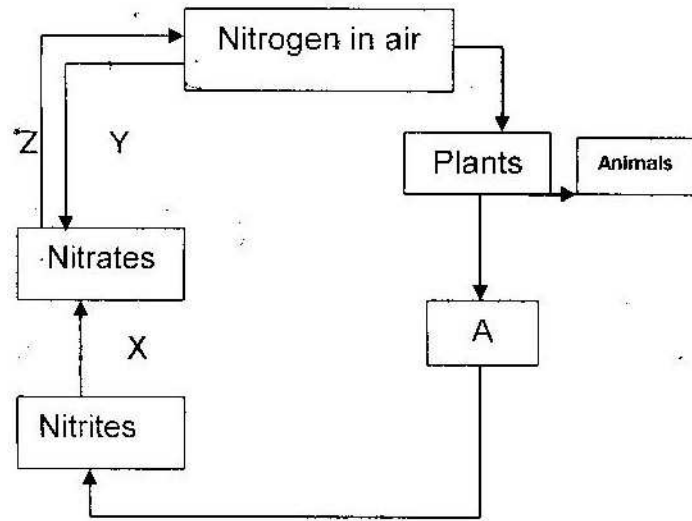 Nitrogen in air
Z
Y
Plants
Animals
Nitrates
A
X
Nitrites